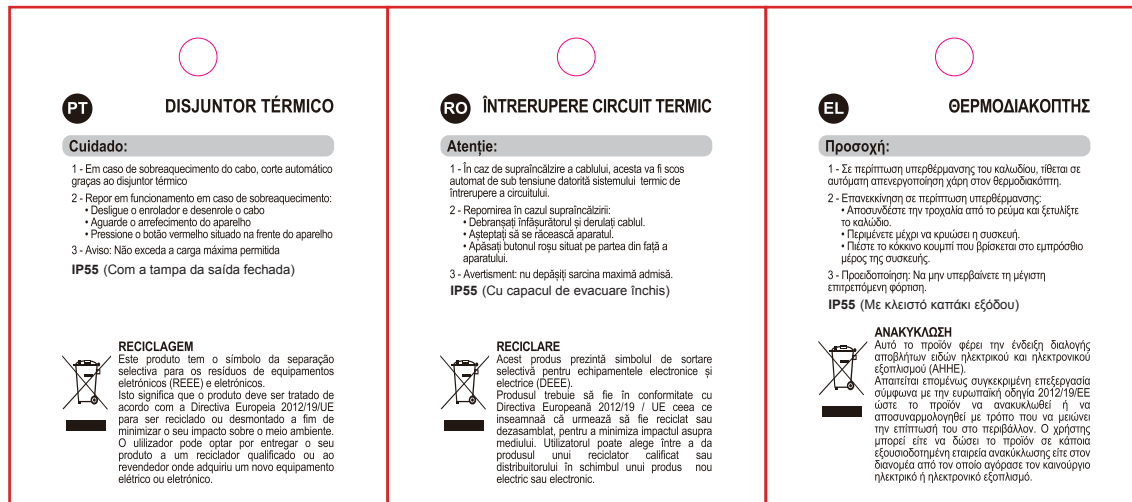 PT
DISJUNTOR TÉRMICO
Cuidado:
1 - Em caso de sobreaquecimento do cabo, corte automático
graças ao disjuntor térmico
2 - Repor em funcionamento em caso de sobreaquecimento:
• Desligue o enrolador e desenrole o cabo
• Aguarde o arrefecimento do aparelho
• Pressione o botão vermelho situado na frente do aparelho
3 - Aviso: Não exceda a carga máxima permitida
IP55 (Com a tampa da saída fechada)
RECICLAGEM
Este produto tem o símbolo da separação
selectiva para os resíduos de equipamentos
eletrónicos (REEE) e eletrónicos.
Isto significa que o produto deve ser tratado de
acordo com a Directiva Europeia 2012/19/UE
para ser reciclado ou desmontado a fim de
minimizar o seu impacto sobre o meio ambiente.
O ulilizador pode optar por entregar o seu
produto a um reciclador qualificado ou ao
revendedor onde adquiriu um novo equipamento
elétrico ou eletrónico.
RO
ÎNTRERUPERE CIRCUIT TERMIC
Atenție:
1 - În caz de supraîncălzire a cablului, acesta va fi scos
automat de sub tensiune datorită sistemului termic de
întrerupere a circuitului.
2 - Repornirea în cazul supraîncălzirii:
• Debranșați înfășurătorul și derulați cablul.
• Așteptați să se răcească aparatul.
• Apăsați butonul roșu situat pe partea din față a
aparatului.
3 - Avertisment: nu depășiți sarcina maximă admisă.
IP55 (Cu capacul de evacuare închis)
RECICLARE
Acest produs prezintă simbolul de sortare
selectivă pentru echipamentele electronice și
electrice (DEEE).
Produsul trebuie să fie în conformitate cu
Directiva Europeană 2012/19 / UE ceea ce
inseamnaă că urmează să fie reciclat sau
dezasamblat, pentru a minimiza impactul asupra
mediului. Utilizatorul poate alege între a da
produsul unui reciclator calificat sau
distribuitorului în schimbul unui produs nou
electric sau electronic.
EL
ΘΕΡΜΟΔΙΑΚΟΠΤΗΣ
Προσοχή:
1 - Σε περίπτωση υπερθέρμανσης του καλωδίου, τίθεται σε
αυτόματη απενεργοποίηση χάρη στον θερμοδιακόπτη.
2 - Επανεκκίνηση σε περίπτωση υπερθέρμανσης:
• Αποσυνδέστε την τροχαλία από το ρεύμα και ξετυλίξτε
το καλώδιο.
• Περιμένετε μέχρι να κρυώσει η συσκευή.
• Πιέστε το κόκκινο κουμπί που βρίσκεται στο εμπρόσθιο
μέρος της συσκευής.
3 - Προειδοποίηση: Να μην υπερβαίνετε τη μέγιστη
επιτρεπόμενη φόρτιση.
IP55 (Με κλειστό καπάκι εξόδου)
ΑΝΑΚΥΚΛΩΣΗ
Αυτό το προϊόν φέρει την ένδειξη διαλογής
αποβλήτων ειδών ηλεκτρικού και ηλεκτρονικού
εξοπλισμού (ΑΗΗΕ).
Απαιτείται επομένως συγκεκριμένη επεξεργασία
σύμφωνα με την ευρωπαϊκή οδηγία 2012/19/ΕΕ
ώστε το προϊόν να ανακυκλωθεί ή να
αποσυναρμολογηθεί με τρόπο που να μειώνει
την επίπτωσή του στο περιβάλλον. Ο χρήστης
μπορεί είτε να δώσει το προϊόν σε κάποια
εξουσιοδοτημένη εταιρεία ανακύκλωσης είτε στον
διανομέα από τον οποίο αγόρασε τον καινούργιο
ηλεκτρικό ή ηλεκτρονικό εξοπλισμό.